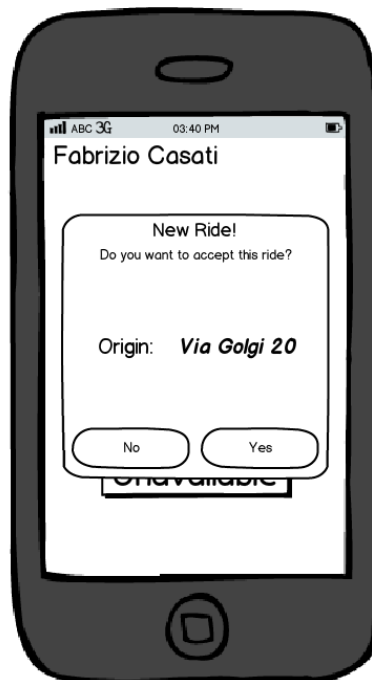 ABC 3G 03:40 PM
Fabrizio Casati
New Ride!
Do you want to accept this ride?
Origin: Via Golgi 20
No Yes
Unavailable